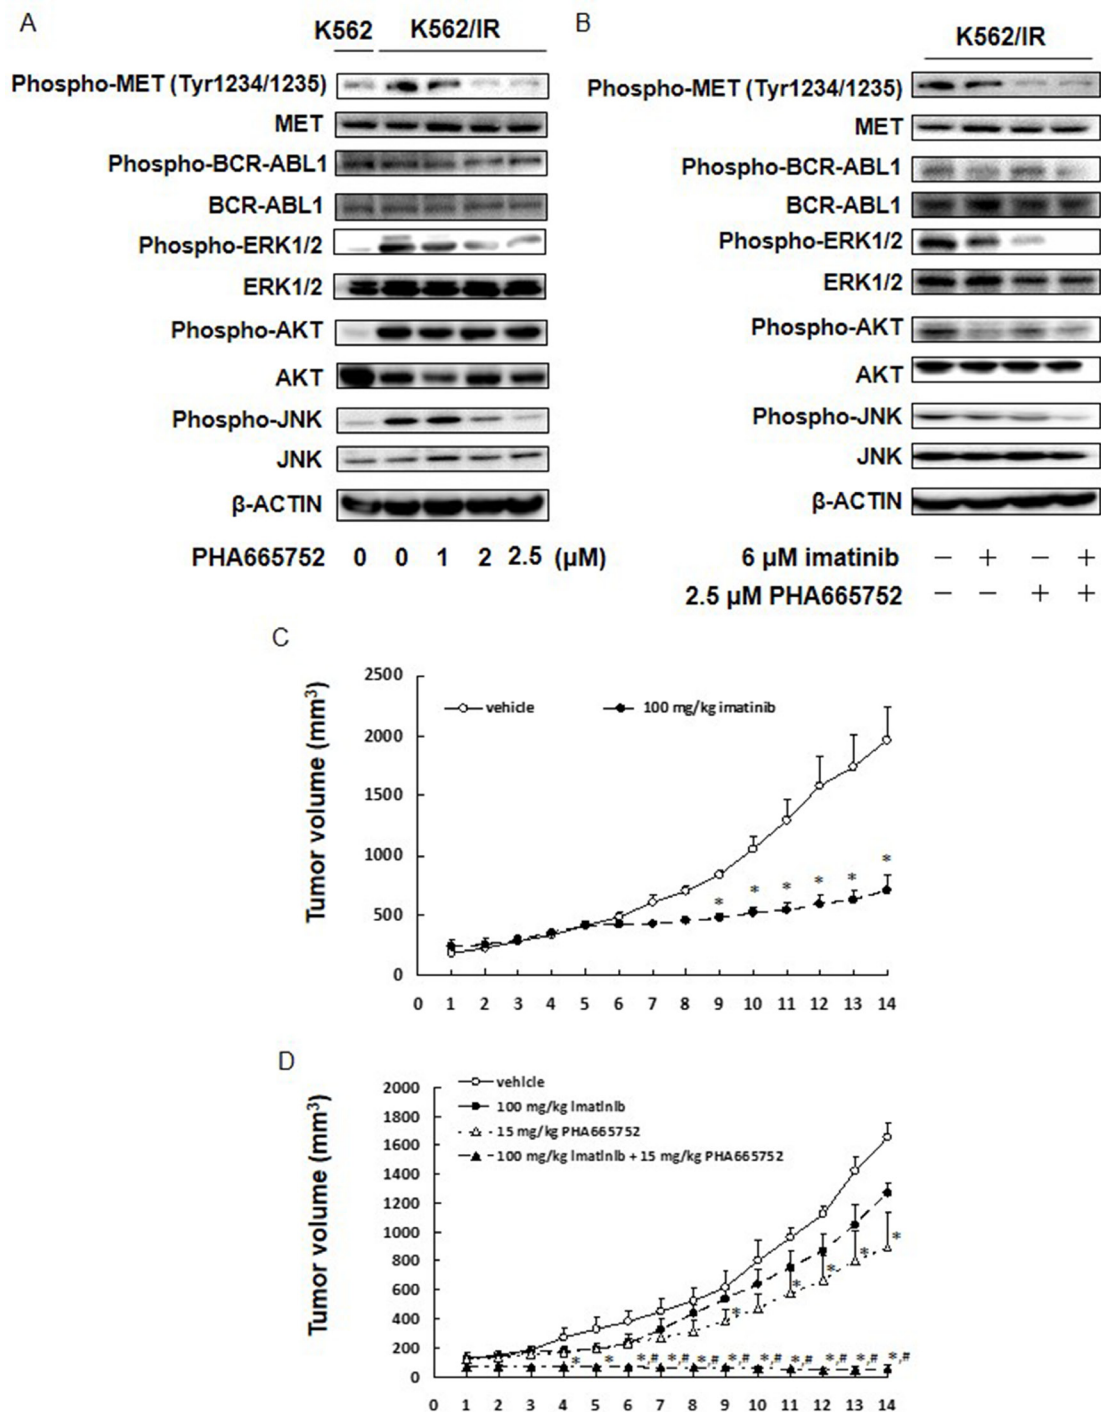 A
K562 K562/IR
Phospho-MET (Tyr1234/1235)
MET
Phospho-BCR-ABL1
BCR-ABL1
Phospho-ERK1/2
ERK1/2
Phospho-AKT
AKT
Phospho-JNK
JNK
β-ACTIN
PHA665752 0 0 1 2 2.5 (μM)
B
K562/IR
Phospho-MET (Tyr1234/1235)
MET
Phospho-BCR-ABL1
BCR-ABL1
Phospho-ERK1/2
ERK1/2
Phospho-AKT
AKT
Phospho-JNK
JNK
β-ACTIN
6 μM imatinib − + − +
2.5 μM PHA665752 − − + +
C
Tumor volume (mm³)
2500
2000
1500
1000
500
0
vehicle 100 mg/kg imatinib
* * * * * *
0 1 2 3 4 5 6 7 8 9 10 11 12 13 14
D
Tumor volume (mm³)
2000
1800
1600
1400
1200
1000
800
600
400
200
0
vehicle
100 mg/kg imatinib
15 mg/kg PHA665752
100 mg/kg imatinib + 15 mg/kg PHA665752
* * * * *
* * *,# *,# *,# *,# *,# *,# *,# *,# *,#
0 1 2 3 4 5 6 7 8 9 10 11 12 13 14